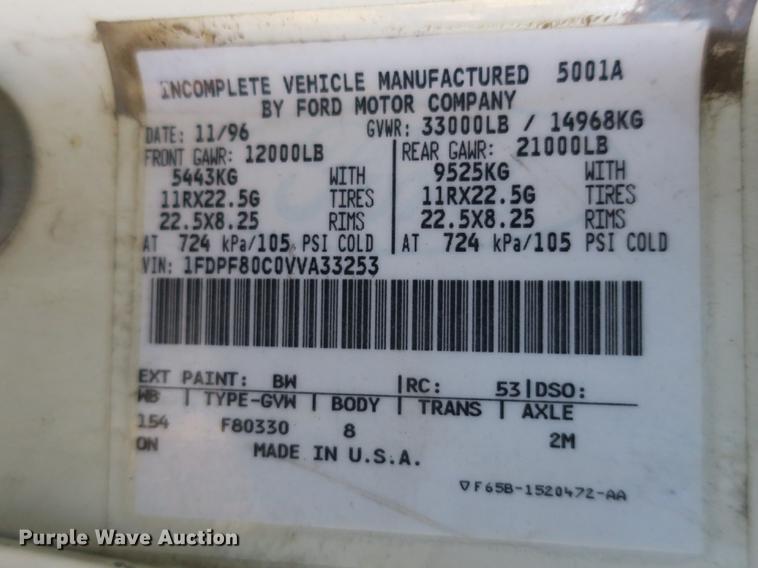 INCOMPLETE VEHICLE MANUFACTURED 5001A
BY FORD MOTOR COMPANY
DATE: 11/96 GVWR: 33000LB / 14968KG
FRONT GAWR: 12000LB REAR GAWR: 21000LB
5443KG WITH 9525KG WITH
11RX22.5G TIRES 11RX22.5G TIRES
22.5X8.25 RIMS 22.5X8.25 RIMS
AT 724 kPa/105 PSI COLD AT 724 kPa/105 PSI COLD
VIN: 1FDPF80C0VVA33253
EXT PAINT: BW RC: 53 DSO:
WB | TYPE-GVW | BODY | TRANS | AXLE
154 F80330 8 2M
ON MADE IN U.S.A.
▽F65B-1520472-AA
Purple Wave Auction